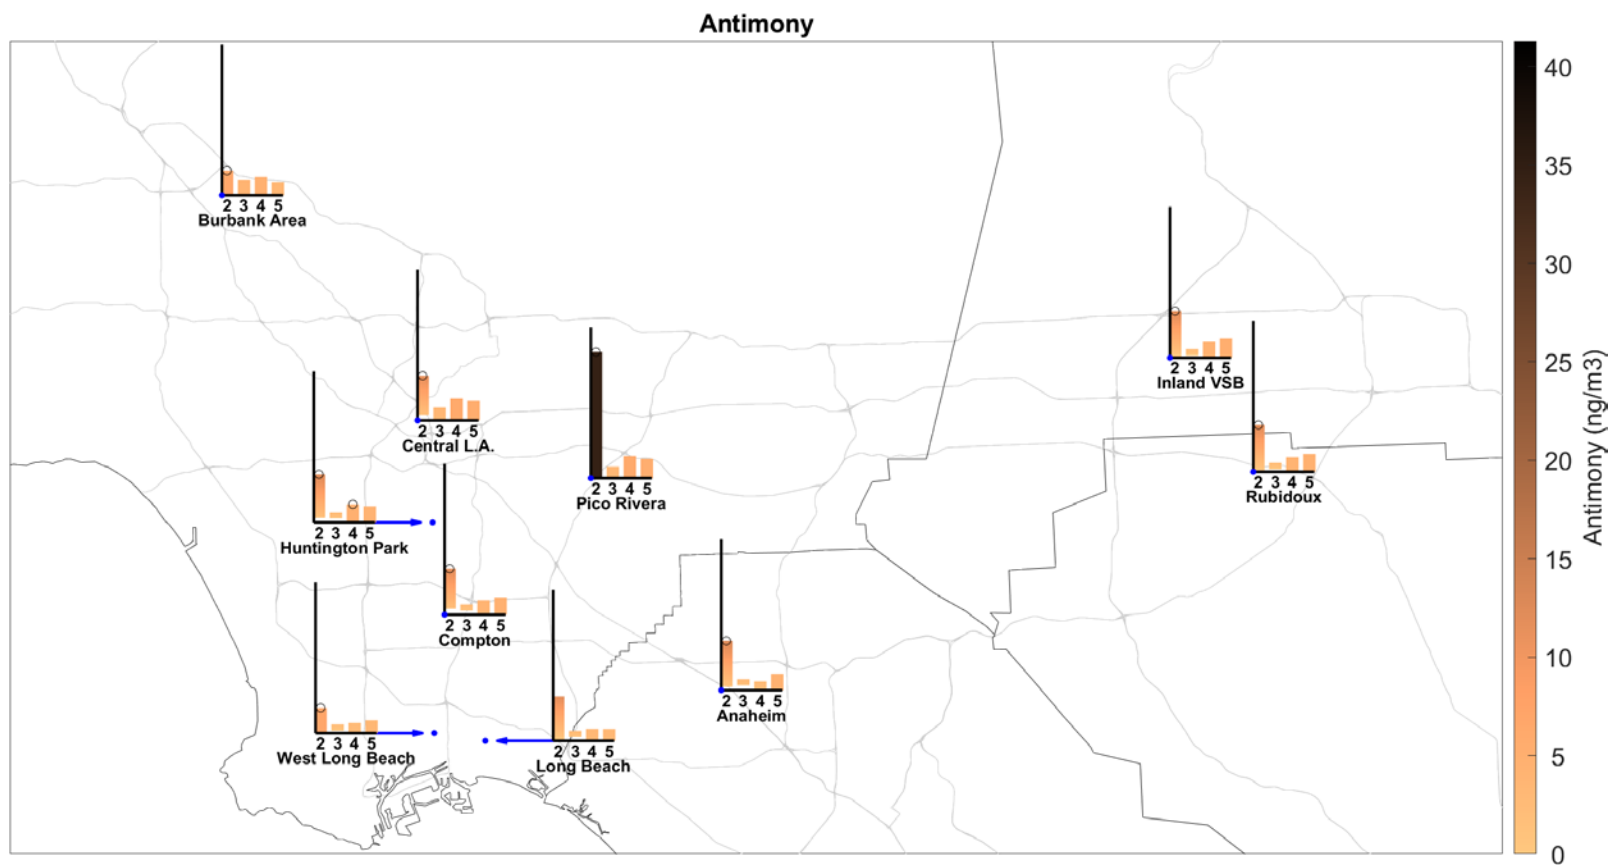 Antimony
2 3 4 5
Burbank Area
2 3 4 5
Central L.A.
2 3 4 5
Pico Rivera
2 3 4 5
Inland VSB
2 3 4 5
Rubidoux
2 3 4 5
Huntington Park
2 3 4 5
Compton
2 3 4 5
Anaheim
2 3 4 5
West Long Beach
2 3 4 5
Long Beach
40
35
30
25
20
15
10
5
0
Antimony (ng/m3)